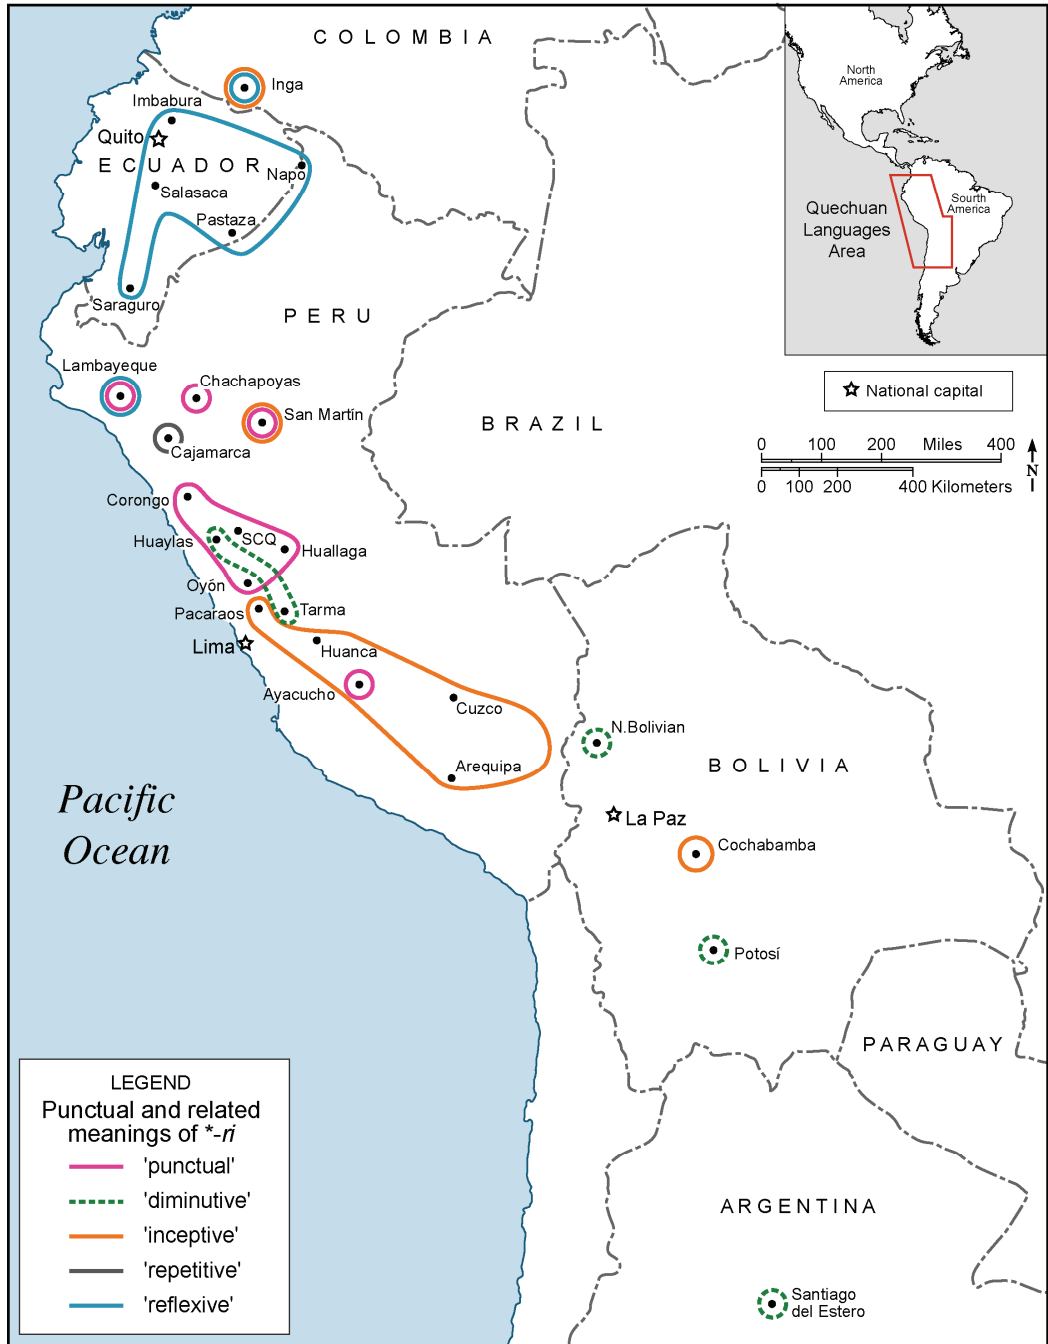 COLOMBIA
Inga
Imbabura
Quito
ECUADOR
Napo
Salasaca
Pastaza
Saraguro
PERU
Lambayeque
Chachapoyas
San Martín
Cajamarca
BRAZIL
Corongo
Huaylas
SCQ
Huallaga
Oyón
Pacaraos
Tarma
Lima
Huanca
Ayacucho
Cuzco
Arequipa
N.Bolivian
BOLIVIA
La Paz
Cochabamba
Potosí
PARAGUAY
ARGENTINA
Santiago
del Estero
Pacific
Ocean
North
America
Sourth
America
Quechuan
Languages
Area
National capital
0 100 200 Miles 400
0 100 200 400 Kilometers
N
LEGEND
Punctual and related
meanings of *-ri
'punctual'
'diminutive'
'inceptive'
'repetitive'
'reflexive'